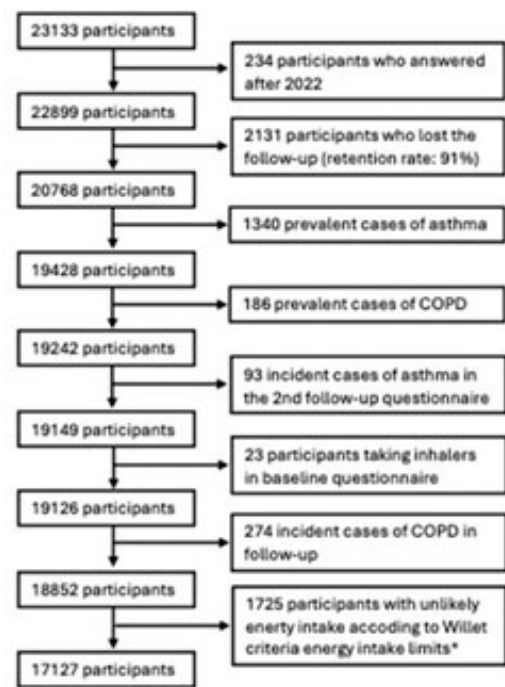 23133 participants
234 participants who answered
after 2022
22899 participants
2131 participants who lost the
follow-up (retention rate: 91%)
20768 participants
1340 prevalent cases of asthma
19428 participants
186 prevalent cases of COPD
19242 participants
93 incident cases of asthma in
the 2nd follow-up questionnaire
19149 participants
23 participants taking inhalers
in baseline questionnaire
19126 participants
274 incident cases of COPD in
follow-up
18852 participants
1725 participants with unlikely
enerty intake accoding to Willet
criteria energy intake limits*
17127 participants